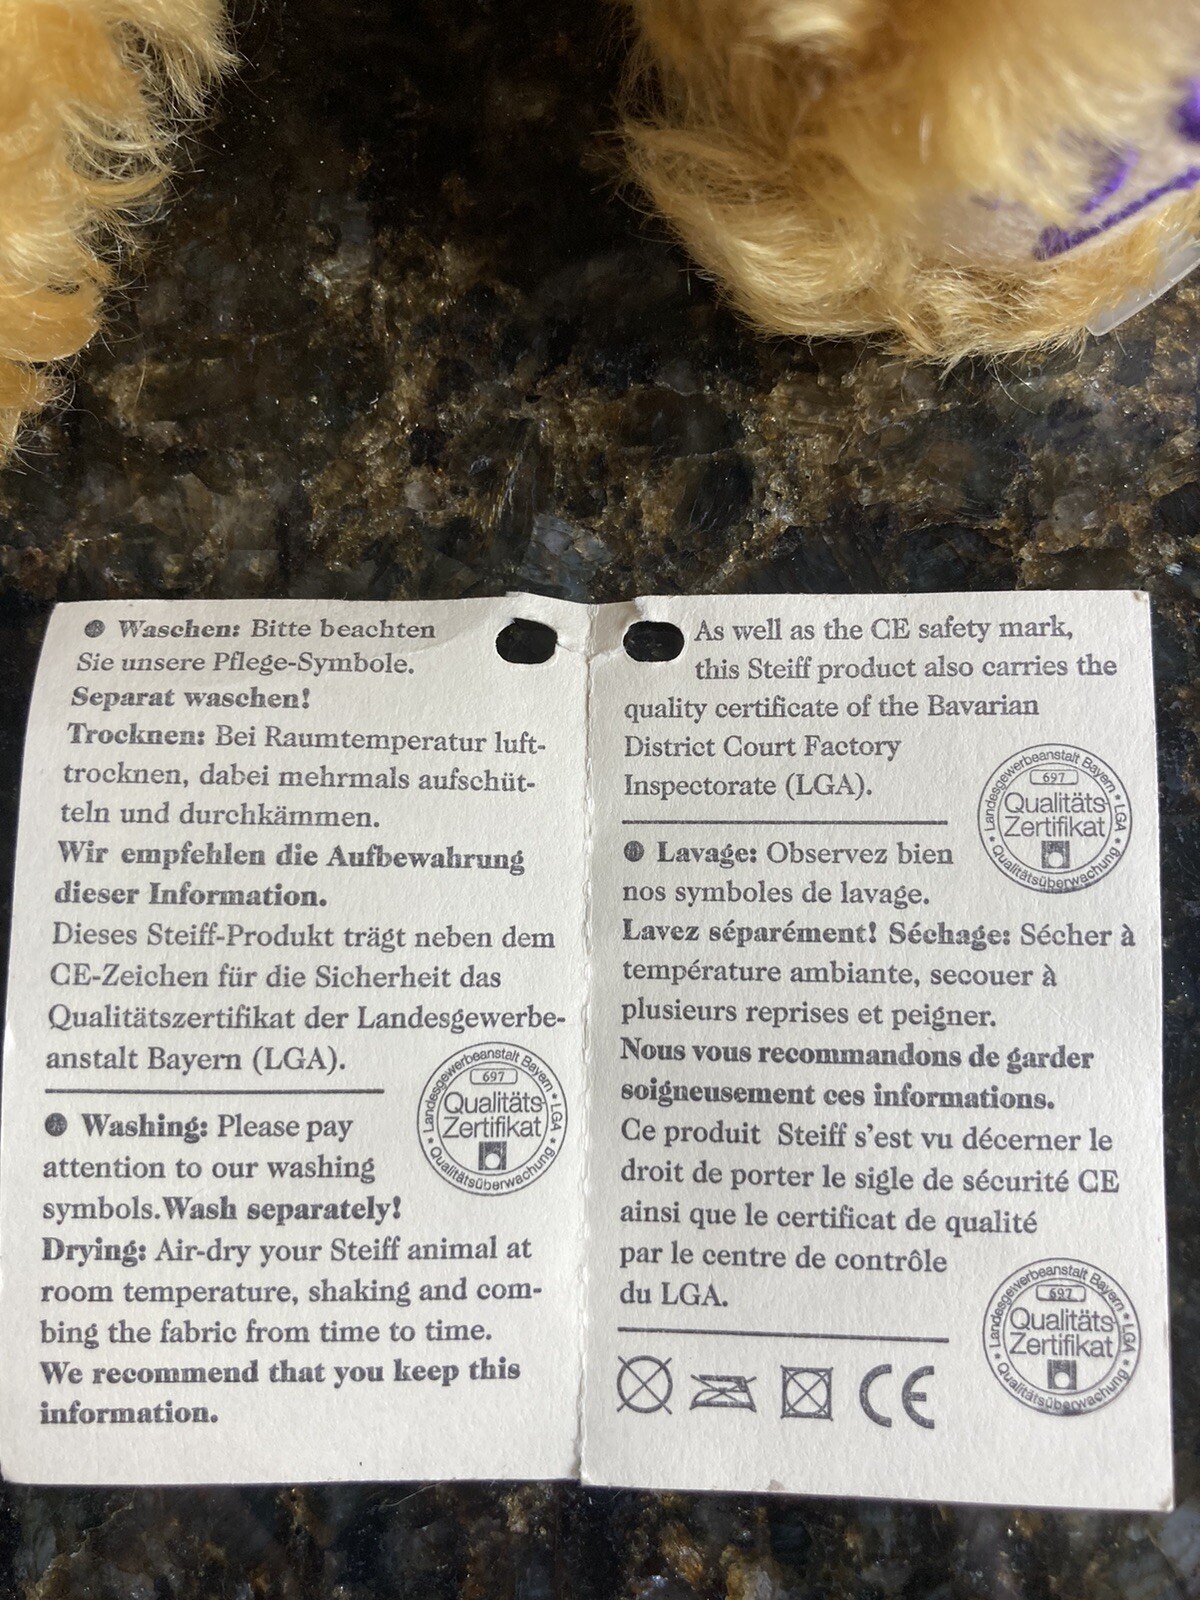 Waschen: Bitte beachten
Sie unsere Pflege-Symbole.
Separat waschen!
Trocknen: Bei Raumtemperatur luft-
trocknen, dabei mehrmals aufschüt-
teln und durchkämmen.
Wir empfehlen die Aufbewahrung
dieser Information.
Dieses Steiff-Produkt trägt neben dem
CE-Zeichen für die Sicherheit das
Qualitätszertifikat der Landesgewerbe-
anstalt Bayern (LGA).
Landesgewerbeanstalt Bayern • LGA • Qualitätsüberwachung •
697
Qualitäts-
Zertifikat
Washing: Please pay
attention to our washing
symbols.Wash separately!
Drying: Air-dry your Steiff animal at
room temperature, shaking and com-
bing the fabric from time to time.
We recommend that you keep this
information.
As well as the CE safety mark,
this Steiff product also carries the
quality certificate of the Bavarian
District Court Factory
Inspectorate (LGA).
Landesgewerbeanstalt Bayern • LGA • Qualitätsüberwachung •
697
Qualitäts-
Zertifikat
Lavage: Observez bien
nos symboles de lavage.
Lavez séparément! Séchage: Sécher à
température ambiante, secouer à
plusieurs reprises et peigner.
Nous vous recommandons de garder
soigneusement ces informations.
Ce produit Steiff s'est vu décerner le
droit de porter le sigle de sécurité CE
ainsi que le certificat de qualité
par le centre de contrôle
du LGA.
Landesgewerbeanstalt Bayern • LGA • Qualitätsüberwachung •
697
Qualitäts-
Zertifikat
CE